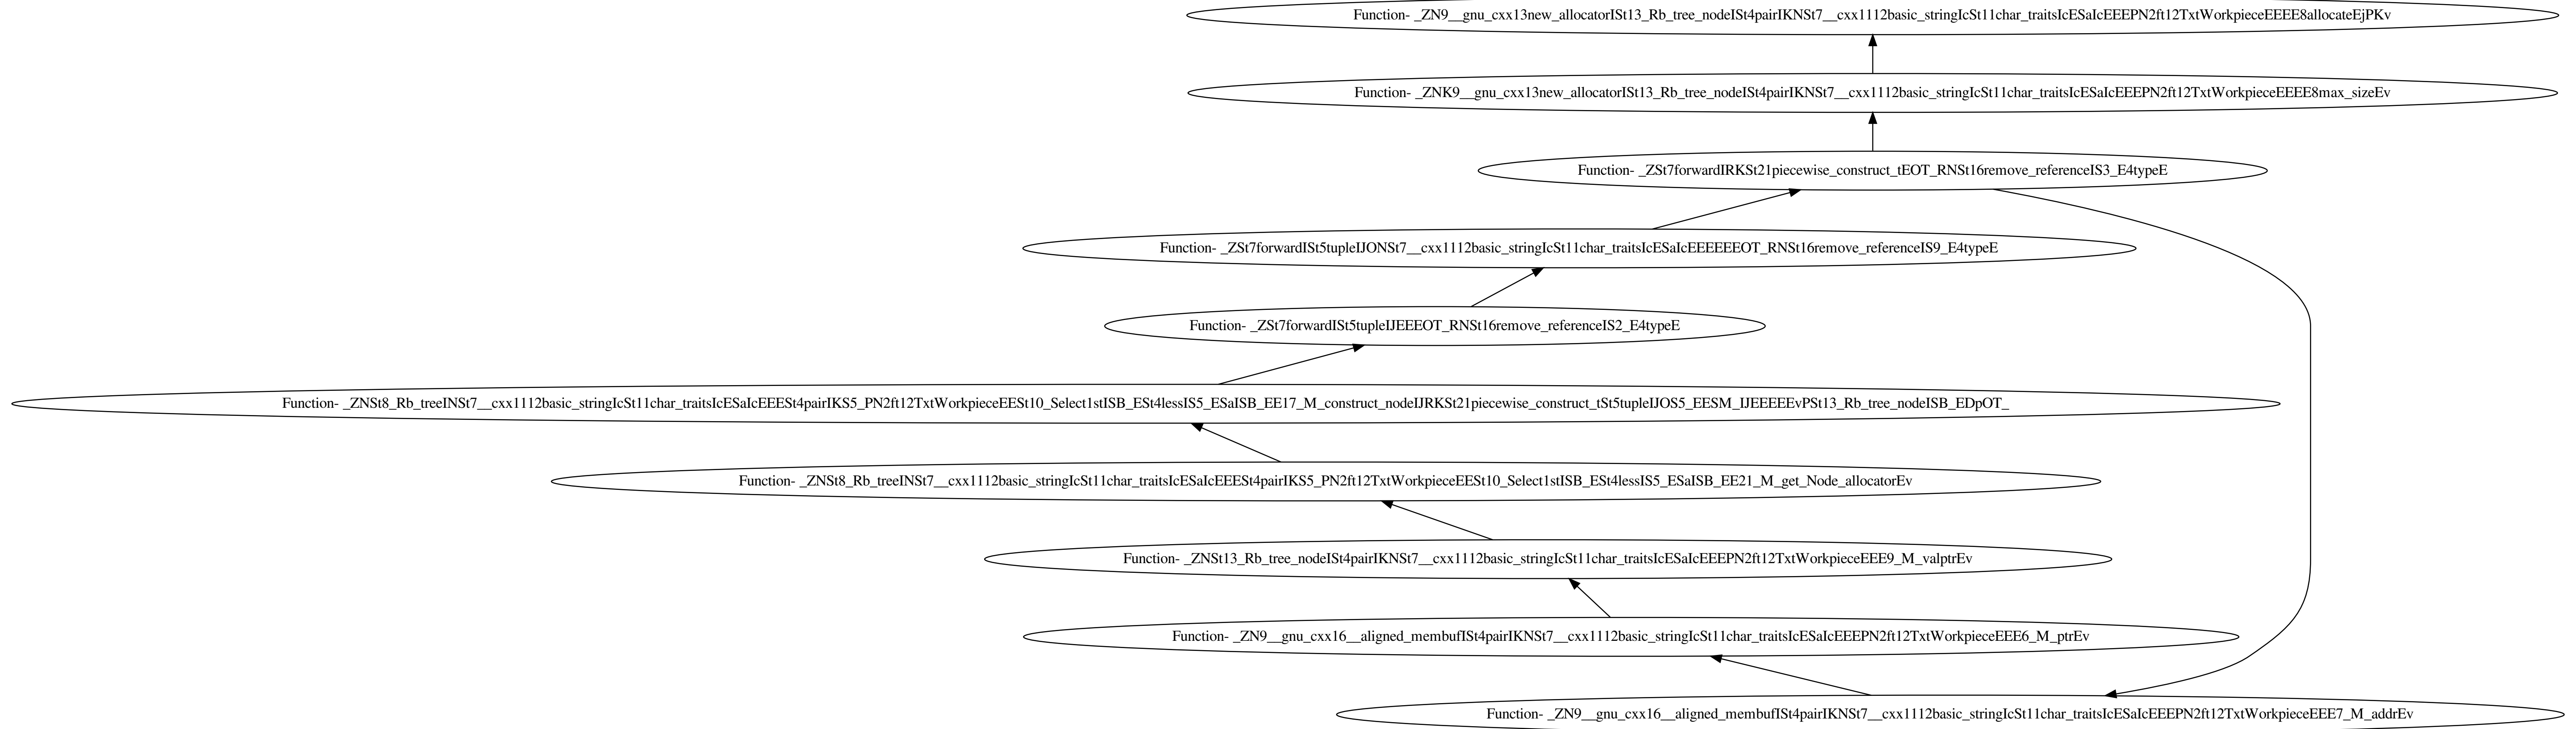 Function- _ZN9__gnu_cxx13new_allocatorISt13_Rb_tree_nodeISt4pairIKNSt7__cxx1112basic_stringIcSt11char_traitsIcESaIcEEEPN2ft12TxtWorkpieceEEEE8allocateEjPKv
Function- _ZNK9__gnu_cxx13new_allocatorISt13_Rb_tree_nodeISt4pairIKNSt7__cxx1112basic_stringIcSt11char_traitsIcESaIcEEEPN2ft12TxtWorkpieceEEEE8max_sizeEv
Function- _ZSt7forwardIRKSt21piecewise_construct_tEOT_RNSt16remove_referenceIS3_E4typeE
Function- _ZSt7forwardISt5tupleIJONSt7__cxx1112basic_stringIcSt11char_traitsIcESaIcEEEEEEOT_RNSt16remove_referenceIS9_E4typeE
Function- _ZSt7forwardISt5tupleIJEEEOT_RNSt16remove_referenceIS2_E4typeE
Function- _ZNSt8_Rb_treeINSt7__cxx1112basic_stringIcSt11char_traitsIcESaIcEEESt4pairIKS5_PN2ft12TxtWorkpieceEESt10_Select1stISB_ESt4lessIS5_ESaISB_EE17_M_construct_nodeIJRKSt21piecewise_construct_tSt5tupleIJOS5_EESM_IJEEEEEvPSt13_Rb_tree_nodeISB_EDpOT_
Function- _ZNSt8_Rb_treeINSt7__cxx1112basic_stringIcSt11char_traitsIcESaIcEEESt4pairIKS5_PN2ft12TxtWorkpieceEESt10_Select1stISB_ESt4lessIS5_ESaISB_EE21_M_get_Node_allocatorEv
Function- _ZNSt13_Rb_tree_nodeISt4pairIKNSt7__cxx1112basic_stringIcSt11char_traitsIcESaIcEEEPN2ft12TxtWorkpieceEEE9_M_valptrEv
Function- _ZN9__gnu_cxx16__aligned_membufISt4pairIKNSt7__cxx1112basic_stringIcSt11char_traitsIcESaIcEEEPN2ft12TxtWorkpieceEEE6_M_ptrEv
Function- _ZN9__gnu_cxx16__aligned_membufISt4pairIKNSt7__cxx1112basic_stringIcSt11char_traitsIcESaIcEEEPN2ft12TxtWorkpieceEEE7_M_addrEv